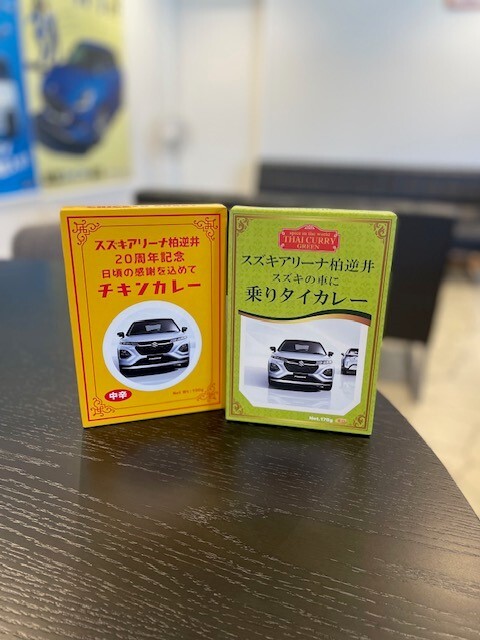 スズキアリーナ柏逆井
20周年記念
日頃の感謝を込めて
チキンカレー
中辛
THAI CURRY
GREEN
スズキアリーナ柏逆井
スズキの車に
乗りタイカレー
Net.170g